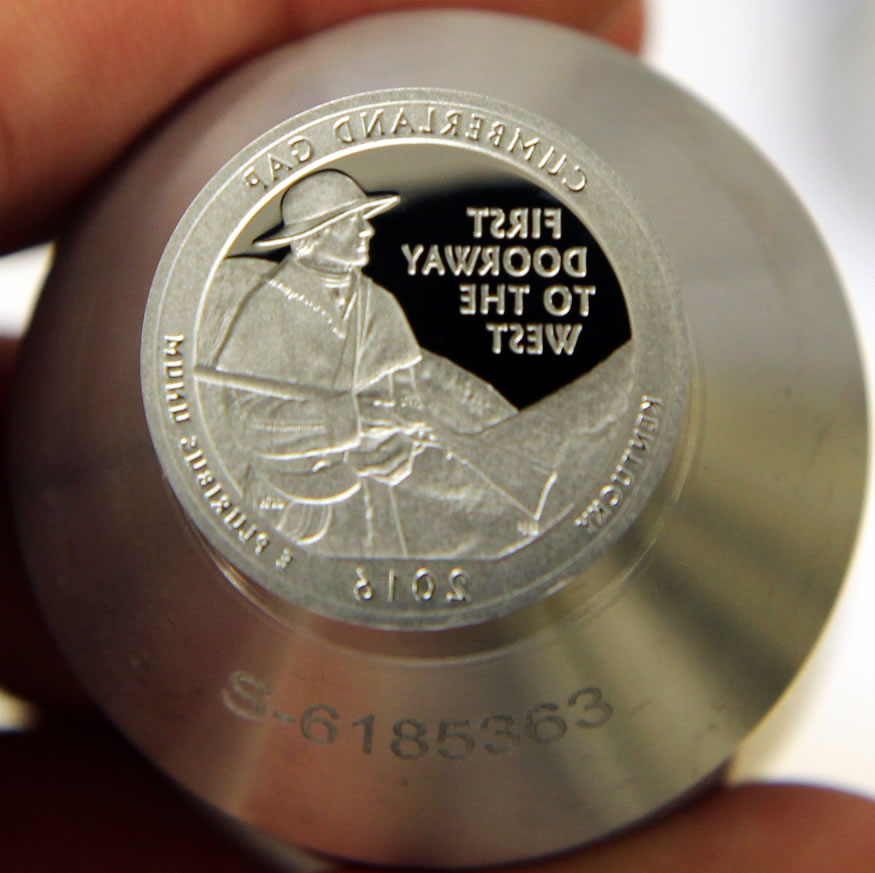 CUMBERLAND GAP
FIRST
DOORWAY
TO THE
WEST
KENTUCKY
E PLURIBUS UNUM
2016
S-6185363